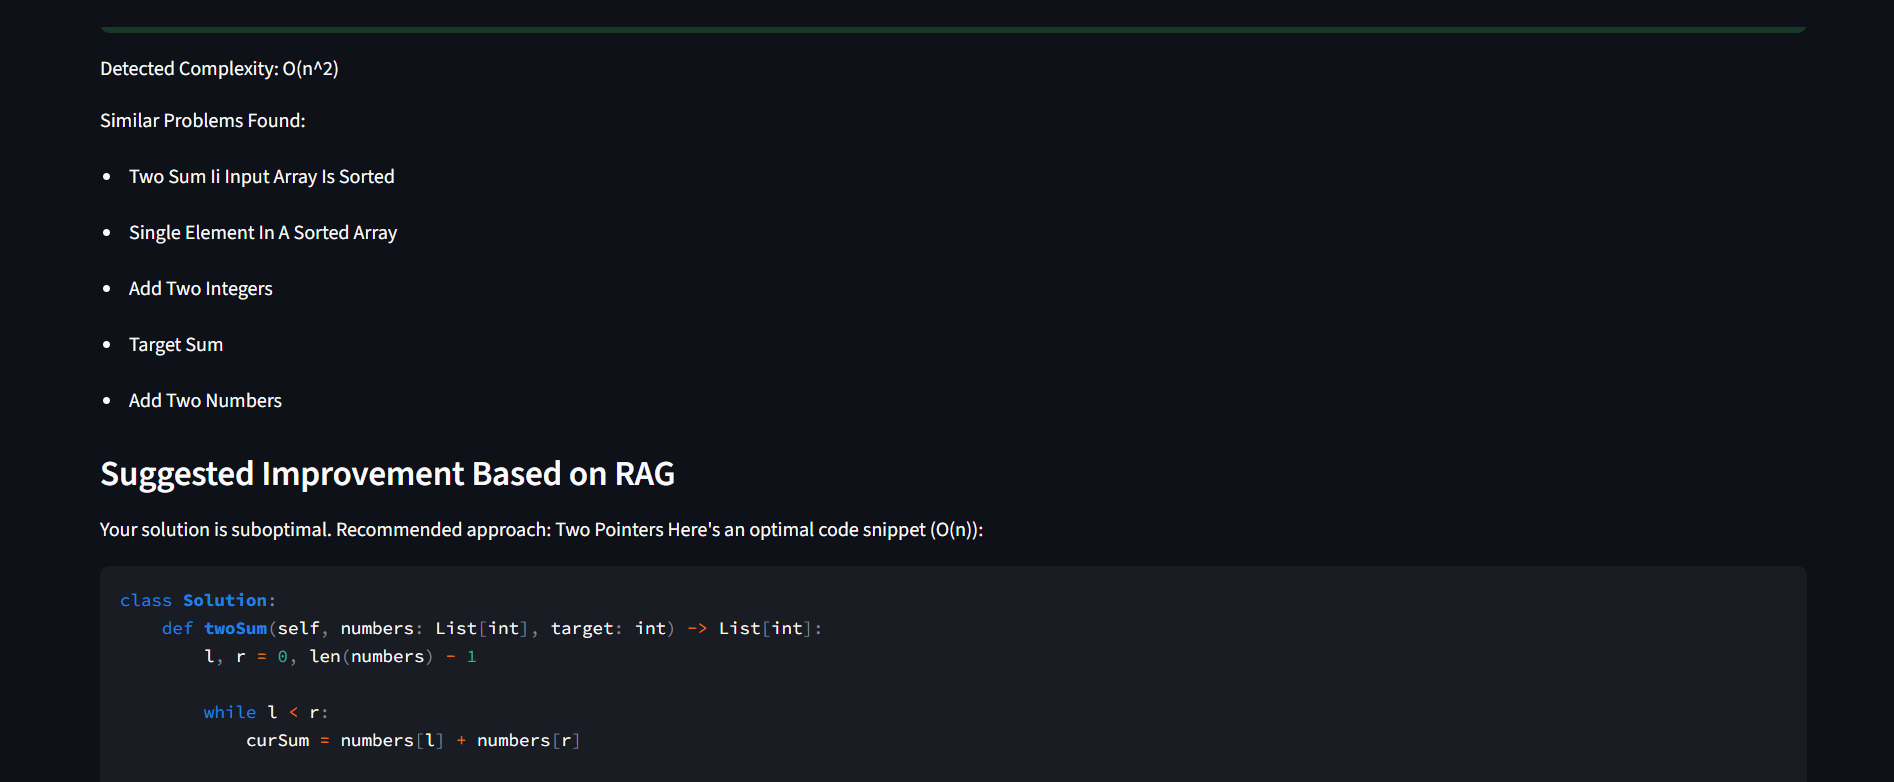 Detected Complexity: O(n^2)
Similar Problems Found:
• Two Sum Ii Input Array Is Sorted
• Single Element In A Sorted Array
• Add Two Integers
• Target Sum
• Add Two Numbers
Suggested Improvement Based on RAG
Your solution is suboptimal. Recommended approach: Two Pointers Here's an optimal code snippet (O(n)):
class Solution:
    def twoSum(self, numbers: List[int], target: int) -> List[int]:
        l, r = 0, len(numbers) - 1
        while l < r:
            curSum = numbers[l] + numbers[r]